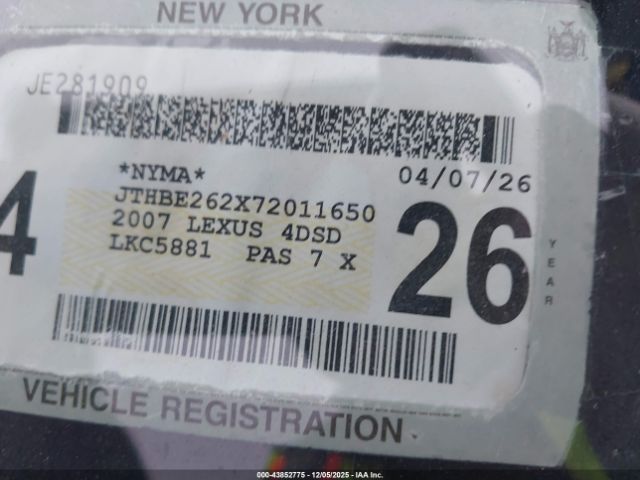 NEW YORK
JE281909
*NYMA*
04/07/26
JTHBE262X72011650
2007 LEXUS 4DSD
LKC5881 PAS 7 X
4
26
YEAR
VEHICLE REGISTRATION
000-43852775 — 12/05/2025 — IAA Inc.